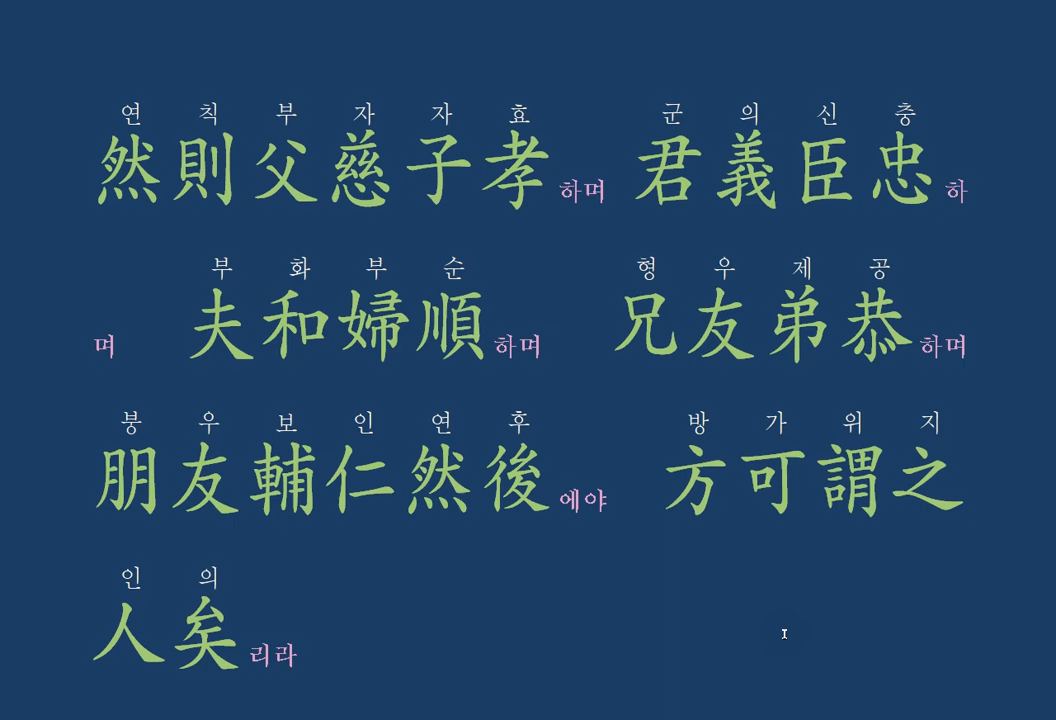 연 칙 부 자 자 효 군 의 신 충
然則父慈子孝하며 君義臣忠하
부 화 부 순 형 우 제 공
며 夫和婦順하며 兄友弟恭하며
붕 우 보 인 연 후 방 가 위 지
朋友輔仁然後에야 方可謂之
인 의
人矣리라